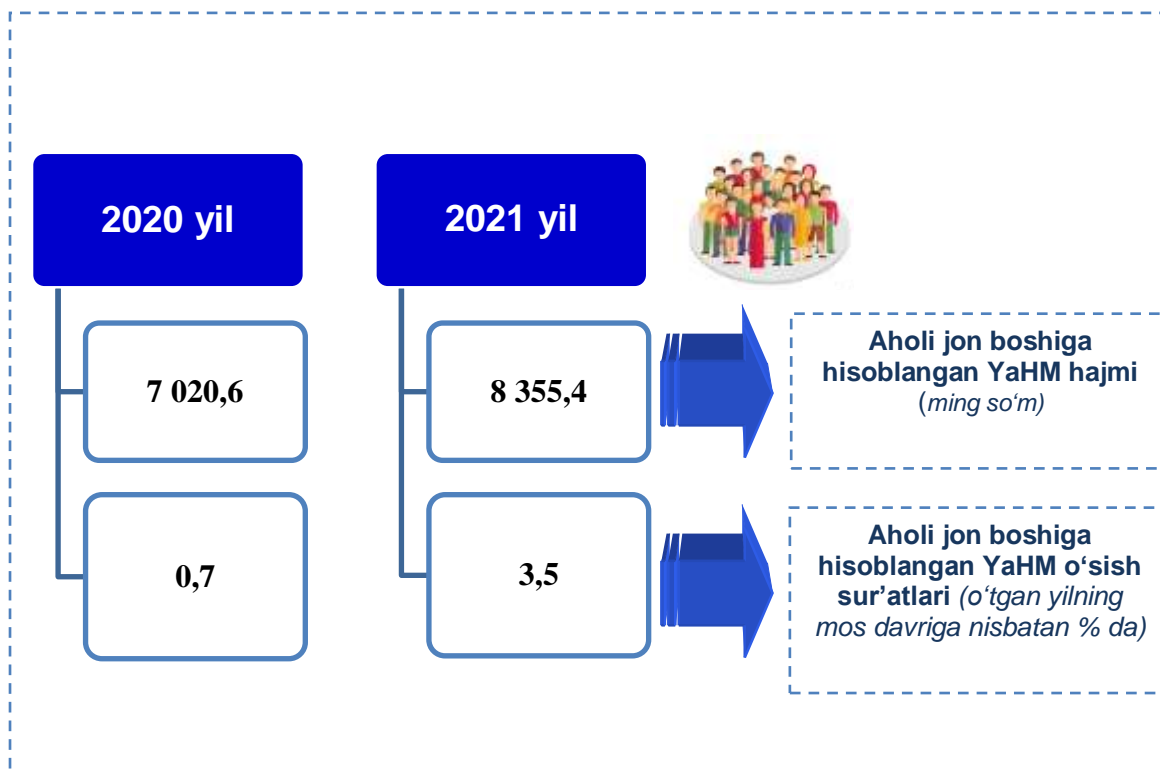 2020 yil
2021 yil
7 020,6
8 355,4
Aholi jon boshiga
hisoblangan YaHM hajmi
(ming so‘m)
0,7
3,5
Aholi jon boshiga
hisoblangan YaHM o‘sish
sur’atlari (o‘tgan yilning
mos davriga nisbatan % da)